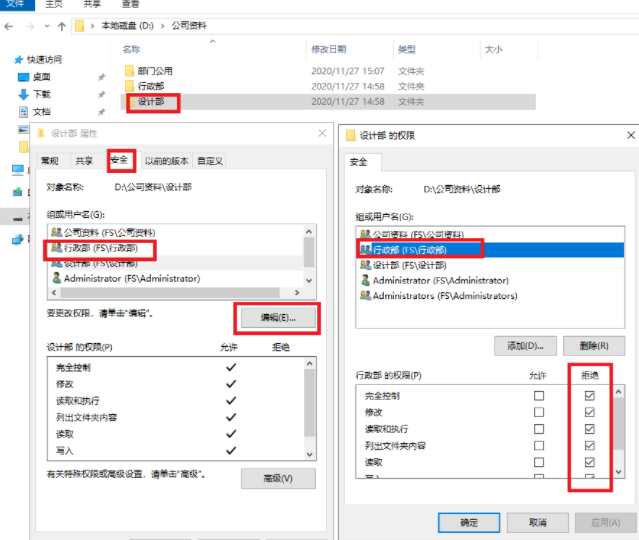 文件 主页 共享 查看
本地磁盘 (D:) 公司资料
名称 修改日期 类型 大小
快速访问
桌面
下载
文档
部门公用 2020/11/27 15:07 文件夹
行政部 2020/11/27 14:58 文件夹
设计部 2020/11/27 14:58 文件夹
设计部 属性
常规 共享 安全 以前的版本 自定义
对象名称: D:\公司资料\设计部
组或用户名(G):
公司资料 (FS\公司资料)
行政部 (FS\行政部)
设计部 (FS\设计部)
Administrator (FS\Administrator)
要更改权限，请单击"编辑"。
编辑(E)...
设计部 的权限(P) 允许 拒绝
完全控制
修改
读取和执行
列出文件夹内容
读取
写入
有关特殊权限或高级设置，请单击"高级"。
高级(V)
设计部 的权限
安全
对象名称: D:\公司资料\设计部
组或用户名(G):
公司资料 (FS\公司资料)
行政部 (FS\行政部)
设计部 (FS\设计部)
Administrator (FS\Administrator)
Administrators (FS\Administrators)
添加(D)... 删除(R)
行政部 的权限(P) 允许 拒绝
完全控制
修改
读取和执行
列出文件夹内容
读取
确定 取消 应用(A)